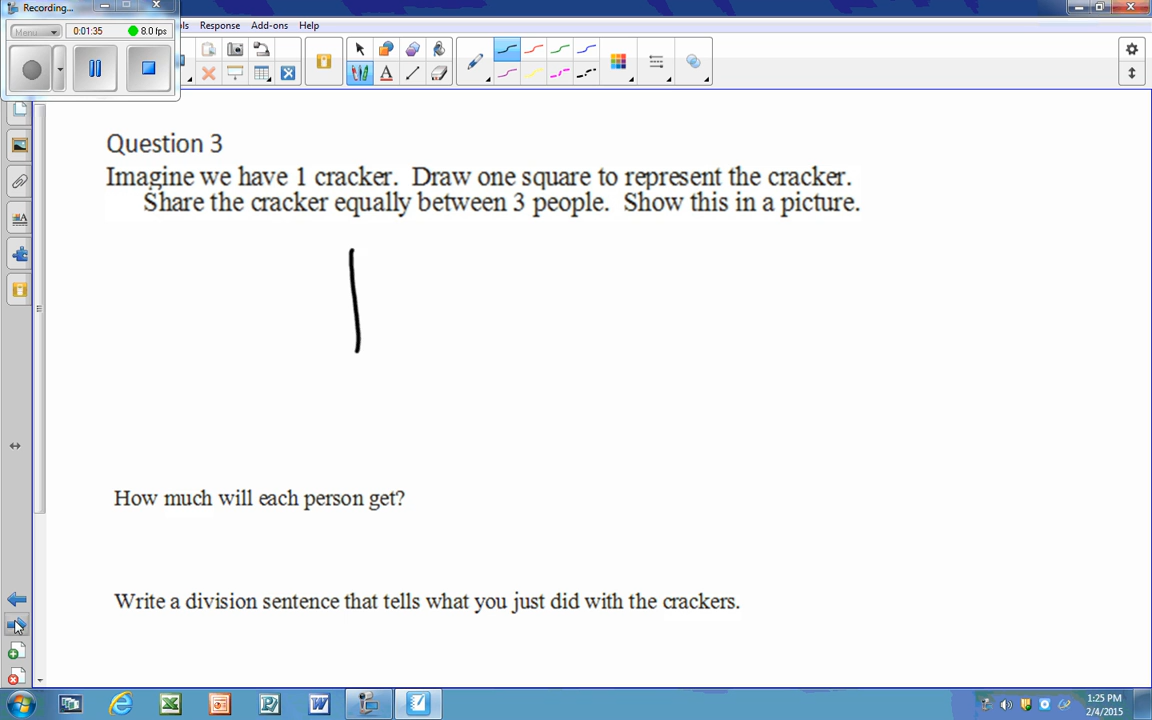 Recording...
Menu
0:01:35
8.0 fps
ols
Response
Add-ons
Help
Question 3
Imagine we have 1 cracker. Draw one square to represent the cracker.
Share the cracker equally between 3 people. Show this in a picture.
How much will each person get?
Write a division sentence that tells what you just did with the crackers.
1:25 PM
2/4/2015